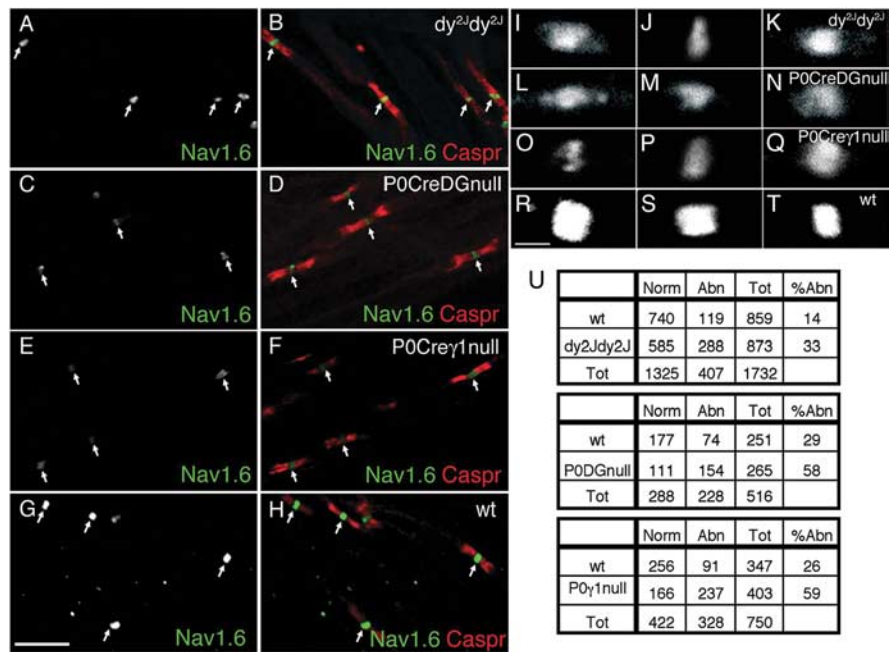 A
B
dy2Jdy2J
Nav1.6
Nav1.6 Caspr
C
D
P0CreDGnull
Nav1.6
Nav1.6 Caspr
E
F
P0Creγ1null
Nav1.6
Nav1.6 Caspr
G
H
wt
Nav1.6
Nav1.6 Caspr
I
J
K
dy2Jdy2J
L
M
N
P0CreDGnull
O
P
Q
P0Creγ1null
R
S
T
wt
U
Norm Abn Tot %Abn
wt 740 119 859 14
dy2Jdy2J 585 288 873 33
Tot 1325 407 1732
Norm Abn Tot %Abn
wt 177 74 251 29
P0DGnull 111 154 265 58
Tot 288 228 516
Norm Abn Tot %Abn
wt 256 91 347 26
P0γ1null 166 237 403 59
Tot 422 328 750